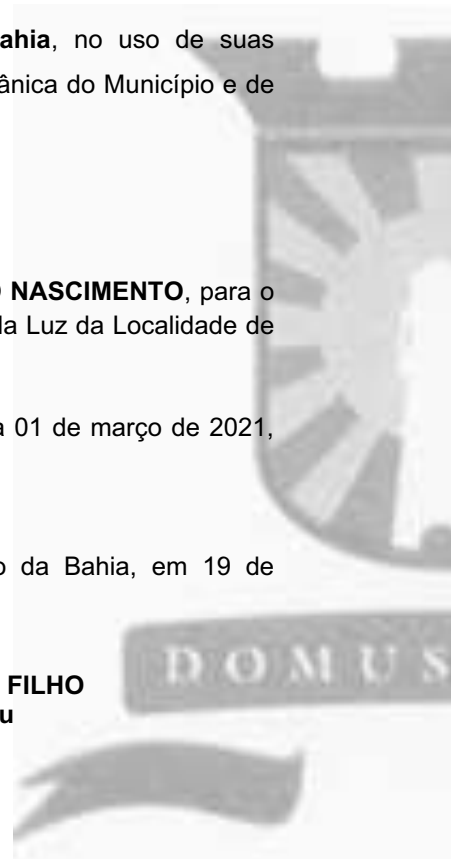 ahia, no uso de suas
ânica do Município e de
O NASCIMENTO, para o
da Luz da Localidade de
a 01 de março de 2021,
o da Bahia, em 19 de
FILHO
u
DOMUS